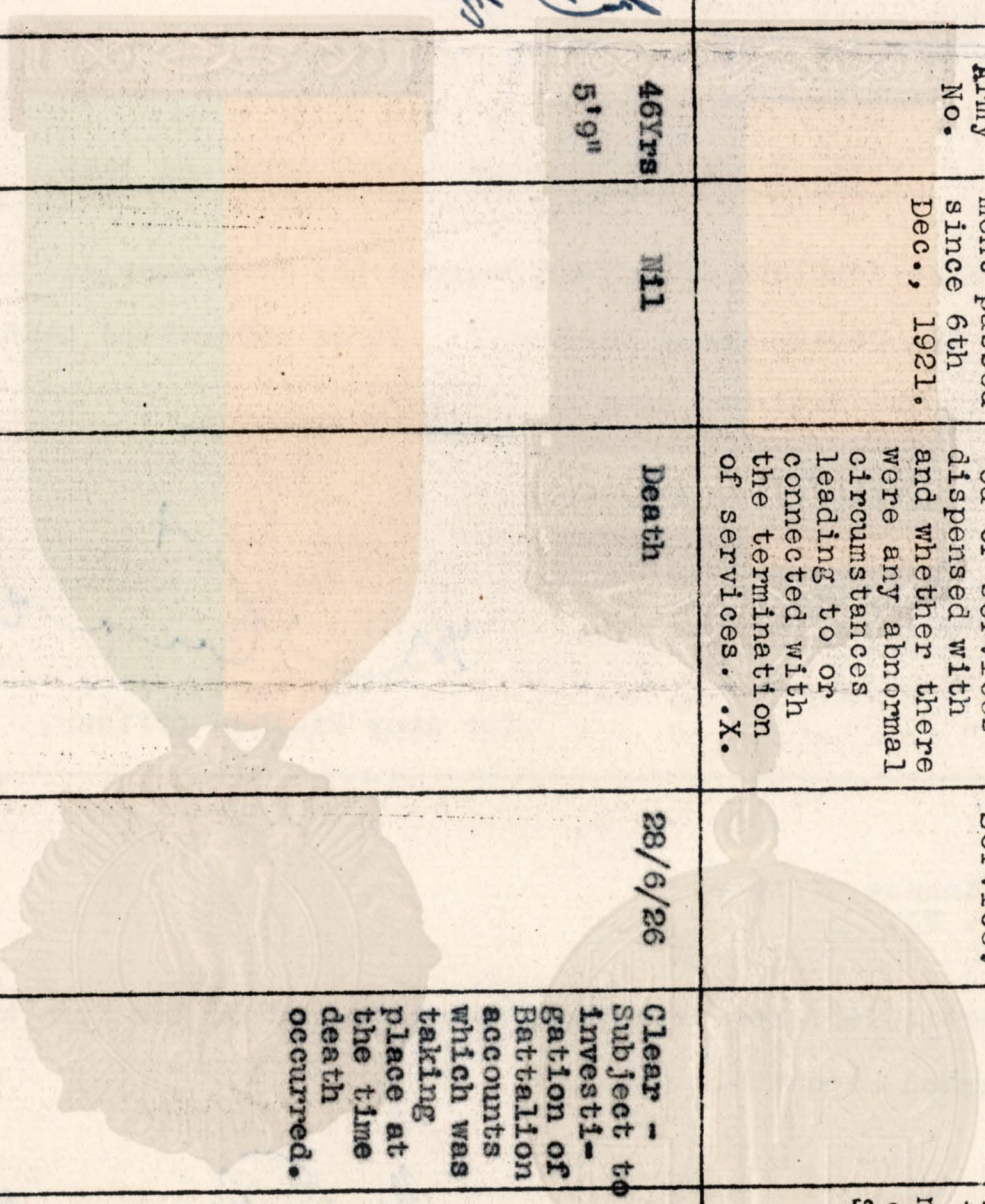 Army
No.
since 6th
Dec., 1921.
dispensed with
and whether there
were any abnormal
circumstances
leading to or
connected with
the termination
of services..X.
service.
46Yrs
5'9"
Nil
Death
28/6/26
Clear -
Subject to
investi-
gation of
Battalion
accounts
which was
taking
place at
the time
death
occurred.